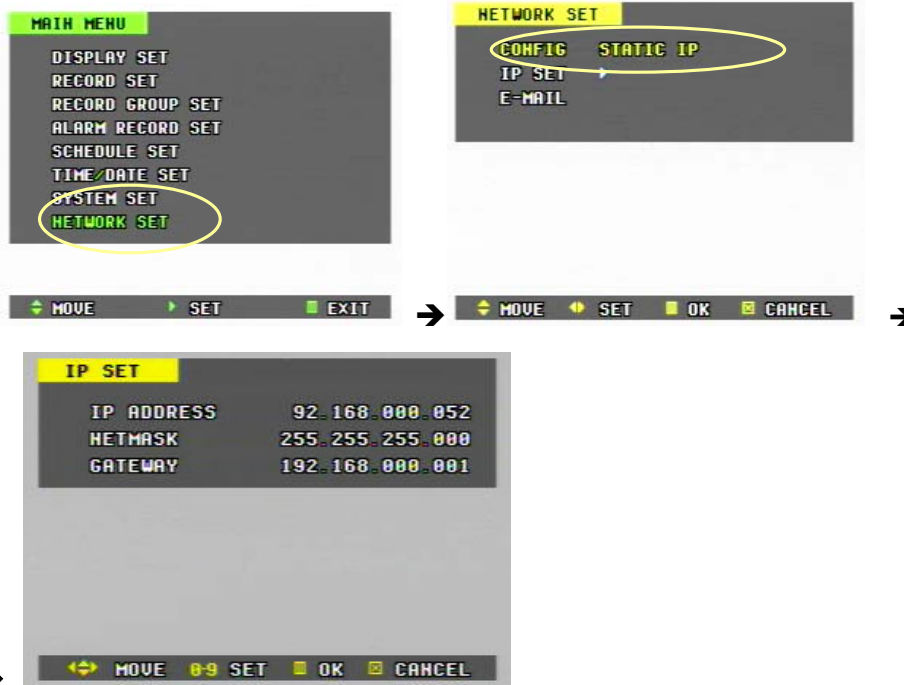 MAIN MENU
DISPLAY SET
RECORD SET
RECORD GROUP SET
ALARM RECORD SET
SCHEDULE SET
TIME/DATE SET
SYSTEM SET
NETWORK SET
MOVE SET EXIT
NETWORK SET
CONFIG STATIC IP
IP SET
E-MAIL
MOVE SET OK CANCEL
IP SET
IP ADDRESS 92.168.000.052
NETMASK 255.255.255.000
GATEWAY 192.168.000.001
MOVE 0-9 SET OK CANCEL